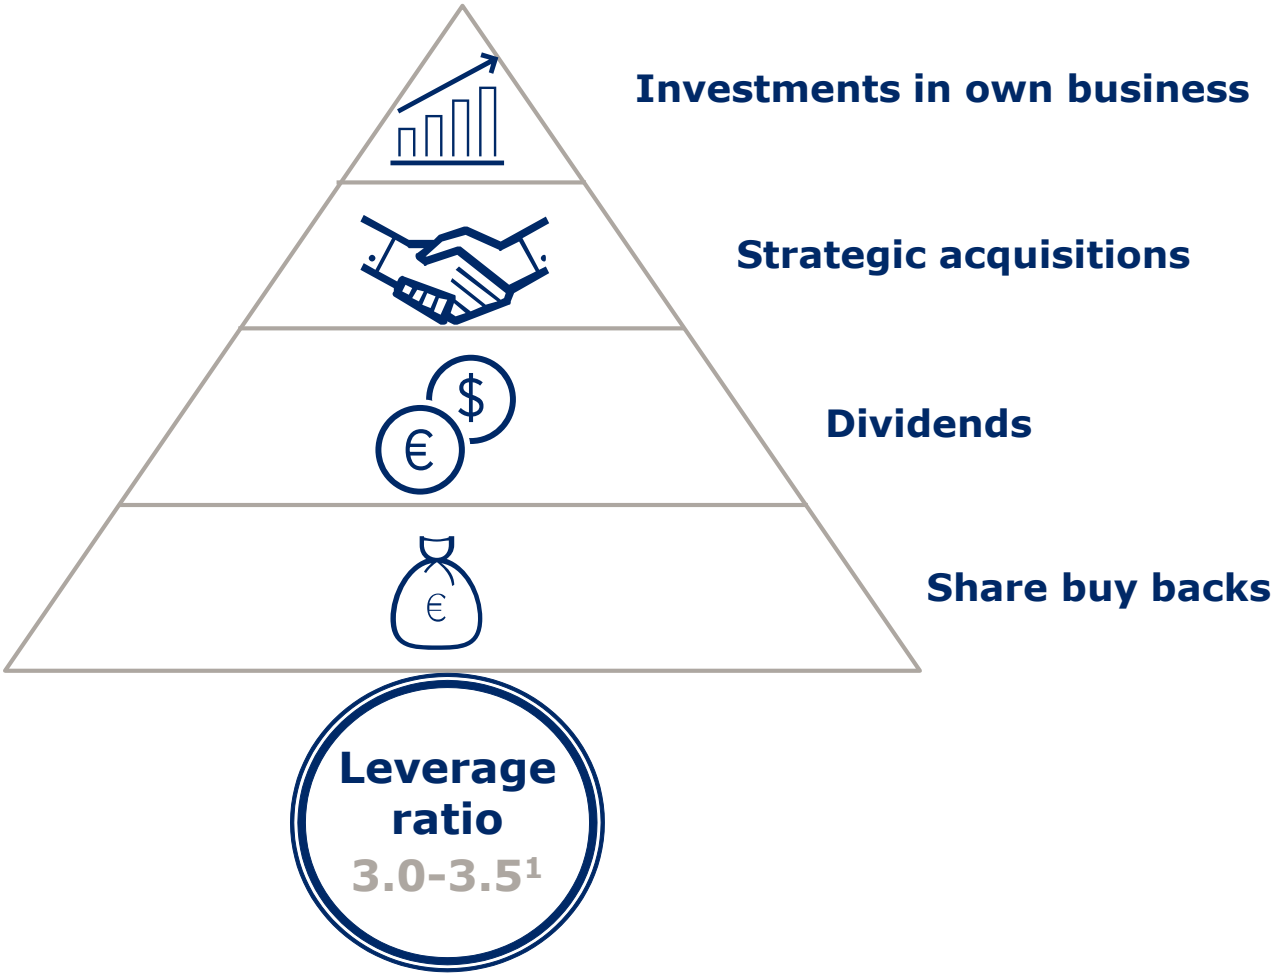 Investments in own business
Strategic acquisitions
$
€
Dividends
€
Share buy backs
Leverage
ratio
3.0-3.5¹